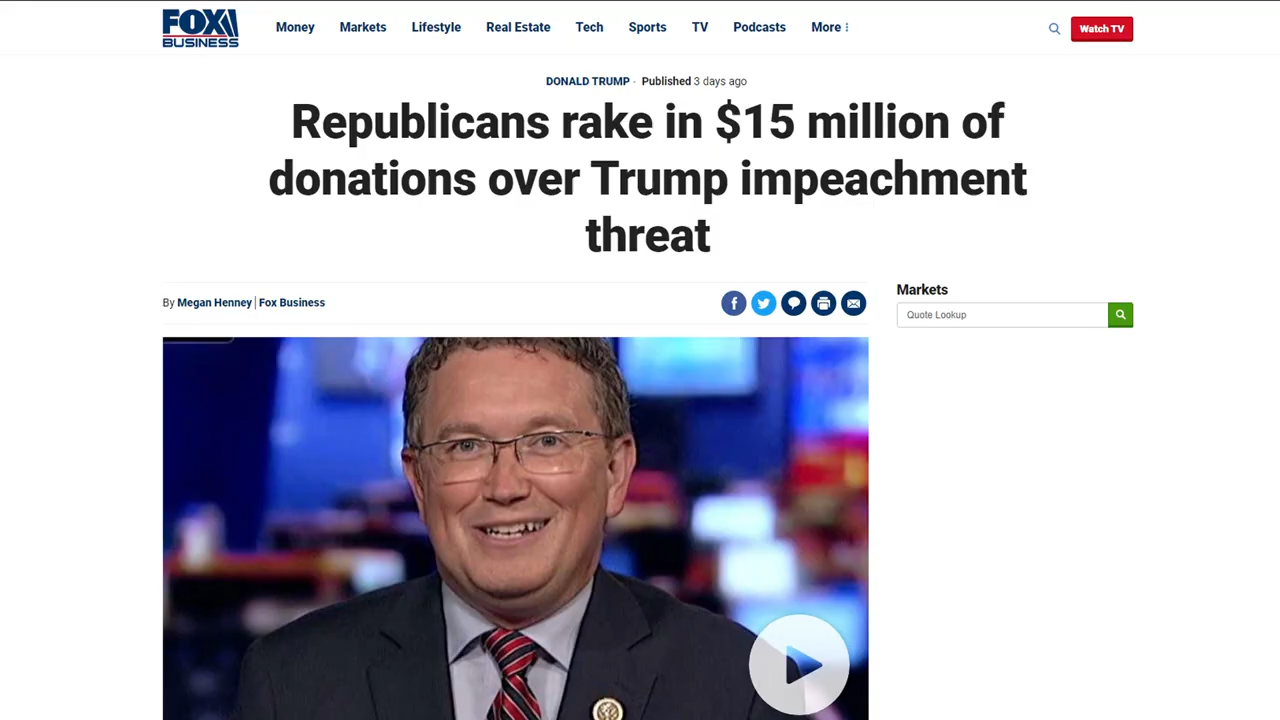 FOX
BUSINESS
Money Markets Lifestyle Real Estate Tech Sports TV Podcasts More
Watch TV
DONALD TRUMP · Published 3 days ago
Republicans rake in $15 million of
donations over Trump impeachment
threat
By Megan Henney | Fox Business
Markets
Quote Lookup